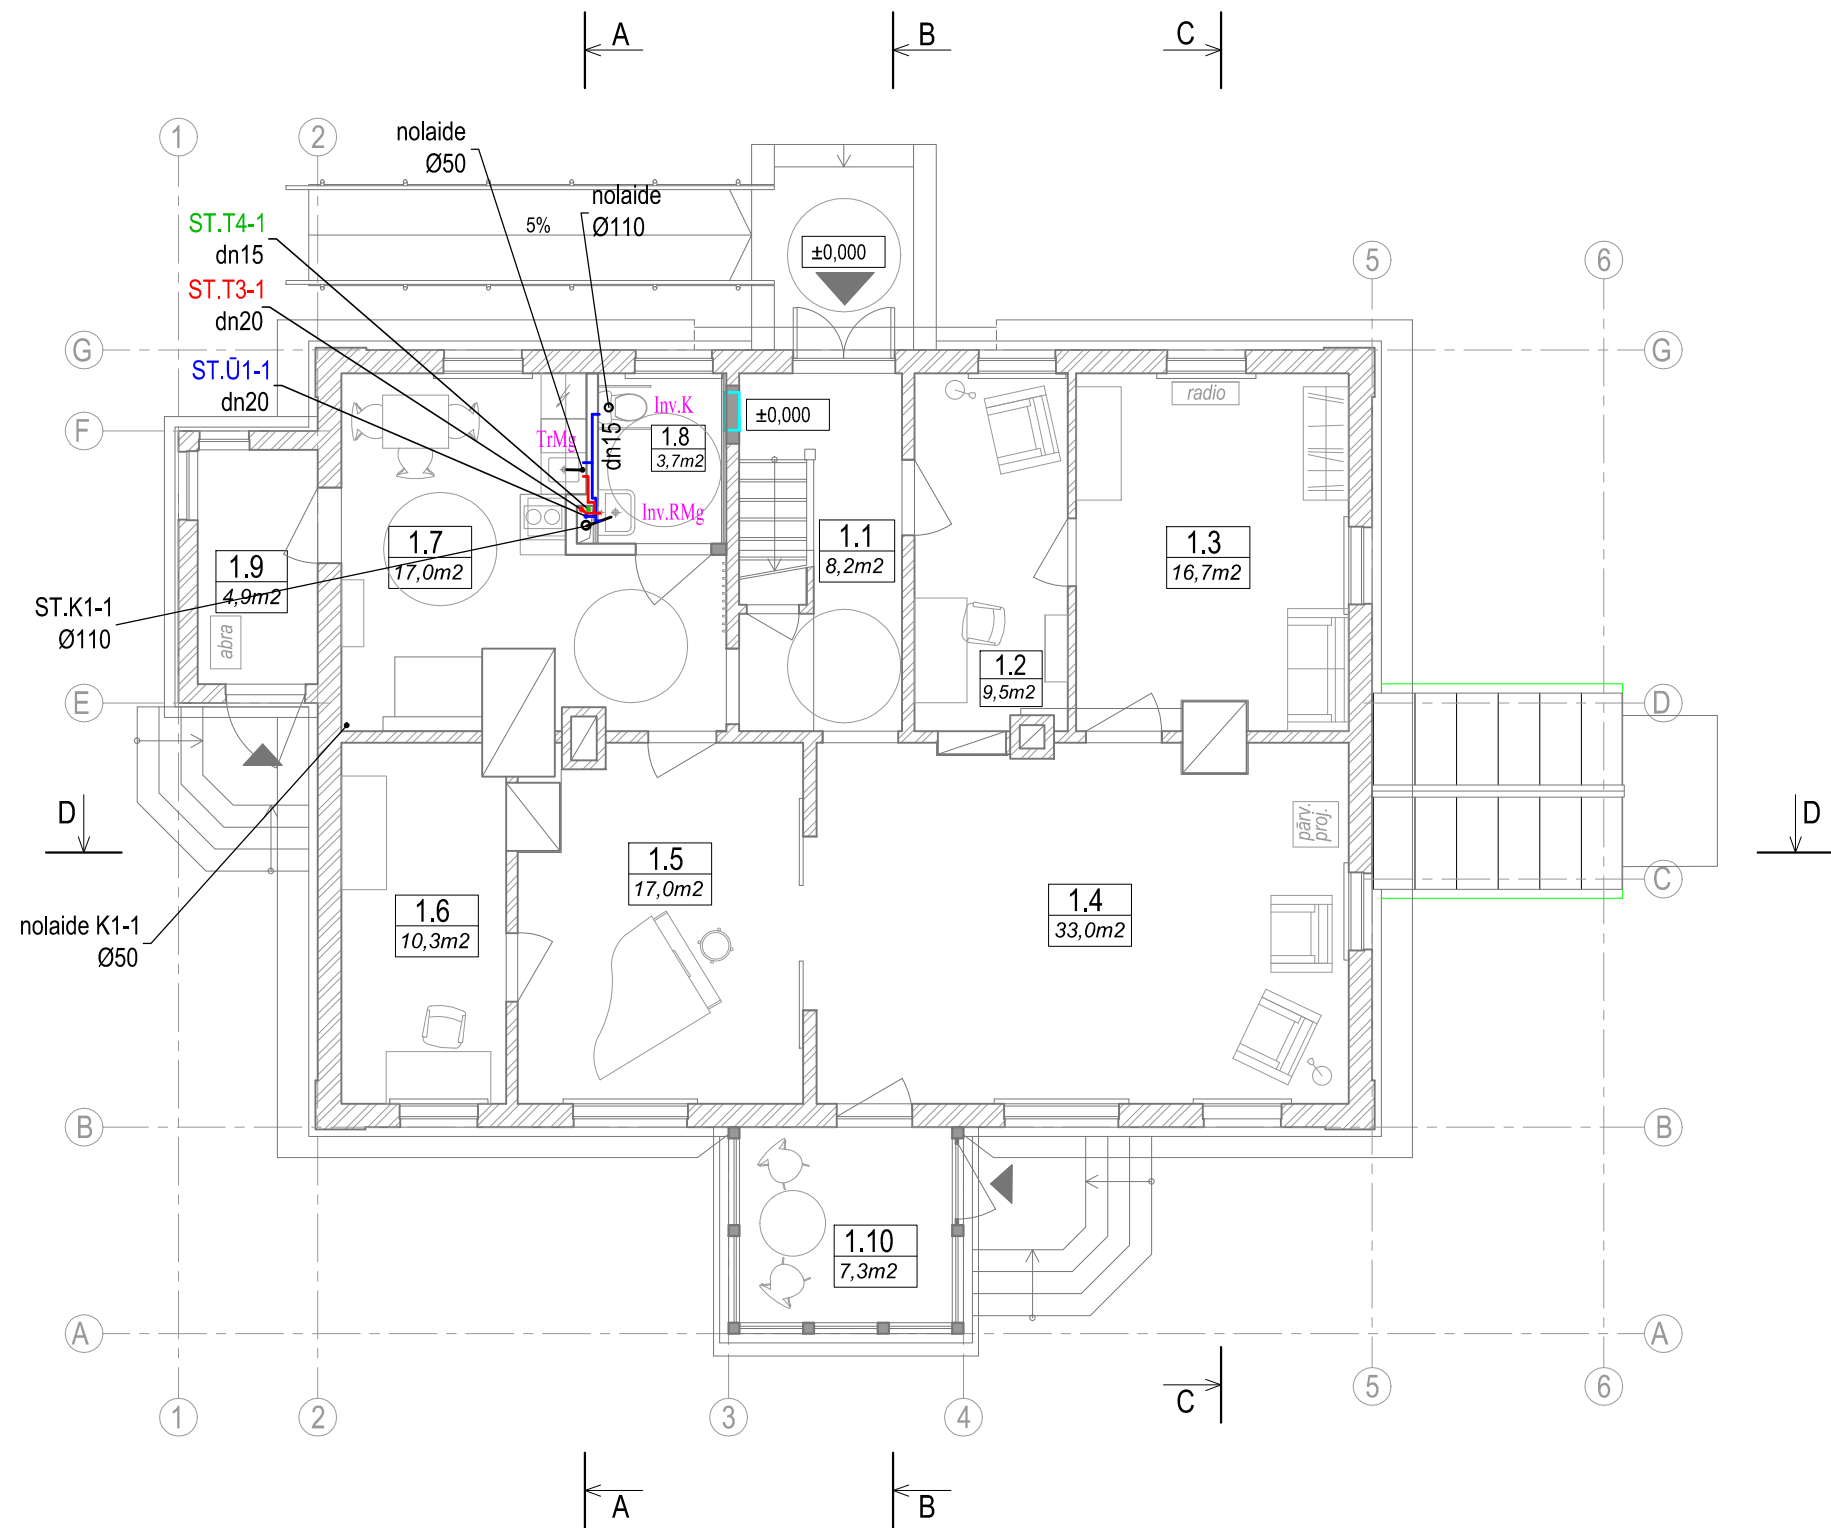 A
B
C
1
2
nolaide
Ø50
nolaide
Ø110
ST.T4-1
dn15
5%
±0,000
5
6
ST.T3-1
dn20
G
G
ST.Ū1-1
dn20
radio
Inv.K
±0,000
F
TrMg
dn15
1.8
3,7m2
Inv.RMg
1.7
17,0m2
1.1
8,2m2
1.3
16,7m2
1.9
4,9m2
ST.K1-1
Ø110
abra
1.2
9,5m2
E
D
D
D
pārv.
proj.
1.5
17,0m2
C
1.6
10,3m2
1.4
33,0m2
nolaide K1-1
Ø50
B
B
1.10
7,3m2
A
A
C
1
2
3
4
5
6
A
B